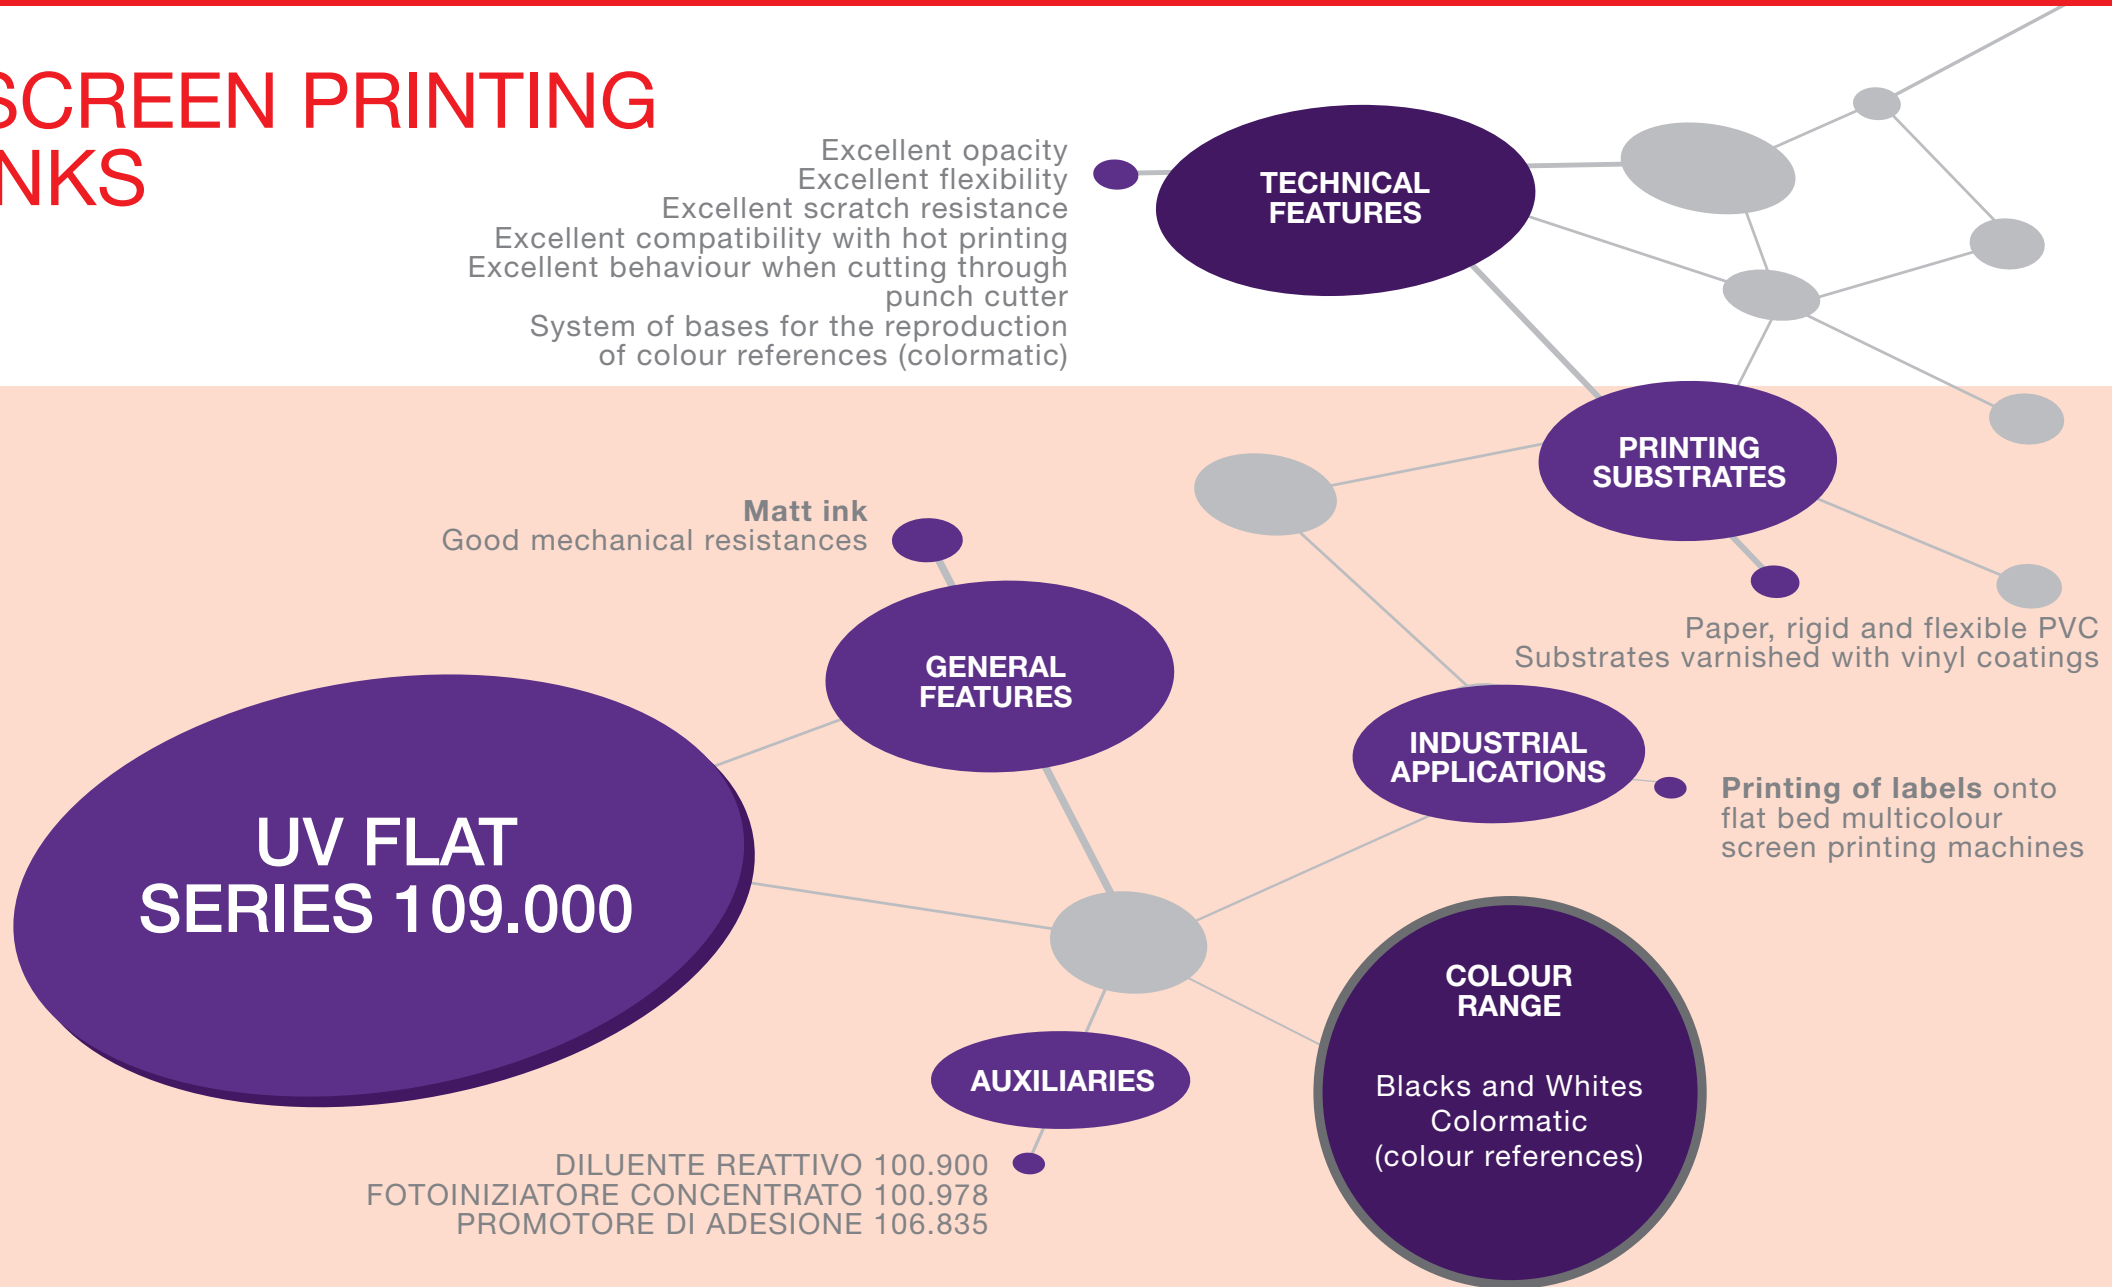 SCREEN PRINTING
NKS
Excellent opacity
Excellent flexibility
Excellent scratch resistance
Excellent compatibility with hot printing
Excellent behaviour when cutting through
punch cutter
System of bases for the reproduction
of colour references (colormatic)
TECHNICAL
FEATURES
PRINTING
SUBSTRATES
Paper, rigid and flexible PVC
Substrates varnished with vinyl coatings
Matt ink
Good mechanical resistances
GENERAL
FEATURES
INDUSTRIAL
APPLICATIONS
Printing of labels onto
flat bed multicolour
screen printing machines
UV FLAT
SERIES 109.000
COLOUR
RANGE
Blacks and Whites
Colormatic
(colour references)
AUXILIARIES
DILUENTE REATTIVO 100.900
FOTOINIZIATORE CONCENTRATO 100.978
PROMOTORE DI ADESIONE 106.835